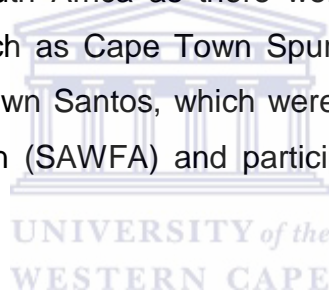 uth Africa as there we
ch as Cape Town Spur
wn Santos, which were
n (SAWFA) and partici
UNIVERSITY of the
WESTERN CAPE